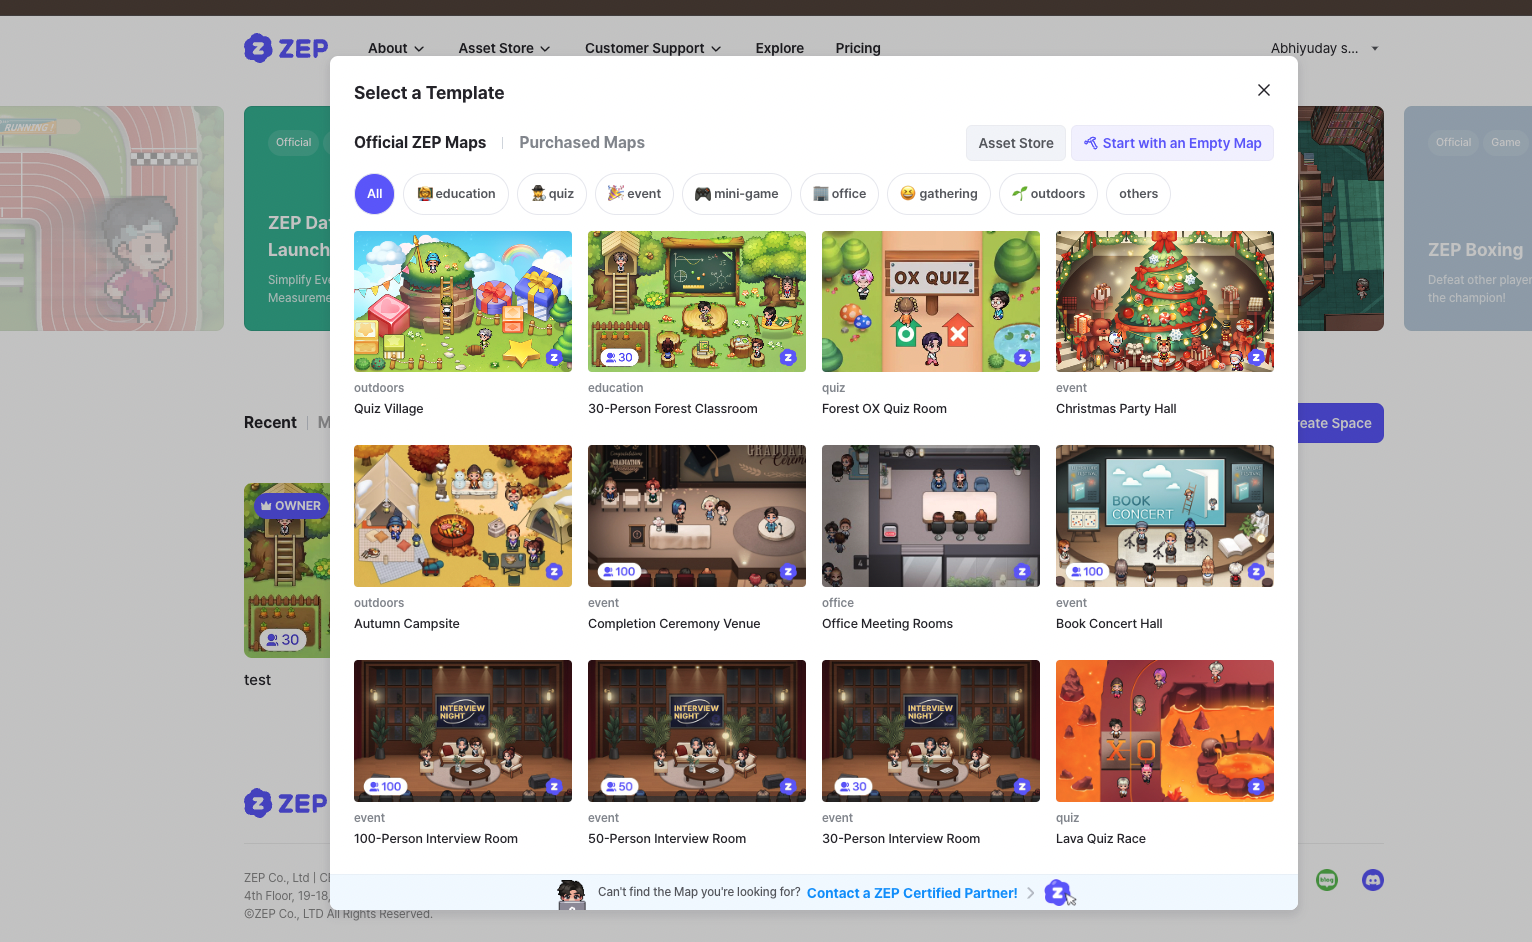 ZEP
About
Asset Store
Customer Support
Explore
Pricing
Abhiyuday s...
Select a Template
Official ZEP Maps
Purchased Maps
Asset Store
Start with an Empty Map
All
education
quiz
event
mini-game
office
gathering
outdoors
others
RUNNING!
Official
ZEP Da
Launch
Simplify Eve
Measureme
Official
Game
ZEP Boxing
Defeat other player
the champion!
OX QUIZ
O X
30
outdoors
Quiz Village
education
30-Person Forest Classroom
quiz
Forest OX Quiz Room
event
Christmas Party Hall
Recent
M
reate Space
OWNER
30
test
GRADUATION
GRADUAT
Cerem
BOOK
CONCERT
4
100
100
outdoors
Autumn Campsite
event
Completion Ceremony Venue
office
Office Meeting Rooms
event
Book Concert Hall
INTERVIEW
NIGHT
100
INTERVIEW
NIGHT
50
INTERVIEW
NIGHT
30
X O
event
100-Person Interview Room
event
50-Person Interview Room
event
30-Person Interview Room
quiz
Lava Quiz Race
ZEP
ZEP Co., Ltd | C
4th Floor, 19-18,
©ZEP Co., LTD All Rights Reserved.
blog
Can't find the Map you're looking for? Contact a ZEP Certified Partner!